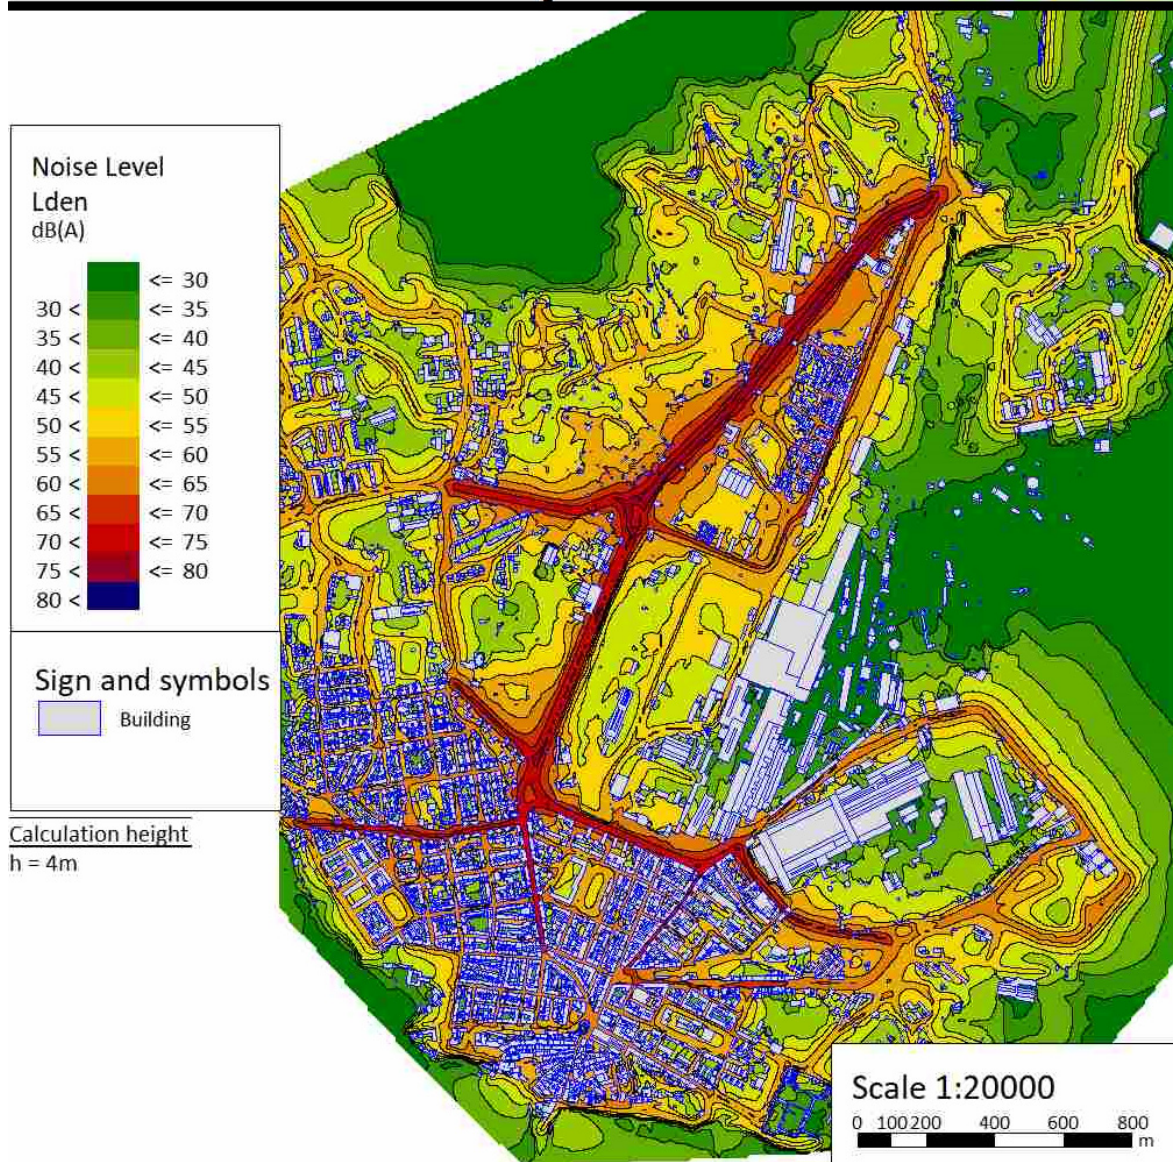 Noise Level
Lden
dB(A)
<= 30
30 < <= 35
35 < <= 40
40 < <= 45
45 < <= 50
50 < <= 55
55 < <= 60
60 < <= 65
65 < <= 70
70 < <= 75
75 < <= 80
80 <
Sign and symbols
Building
Calculation height
h = 4m
Scale 1:20000
0 100 200 400 600 800
m